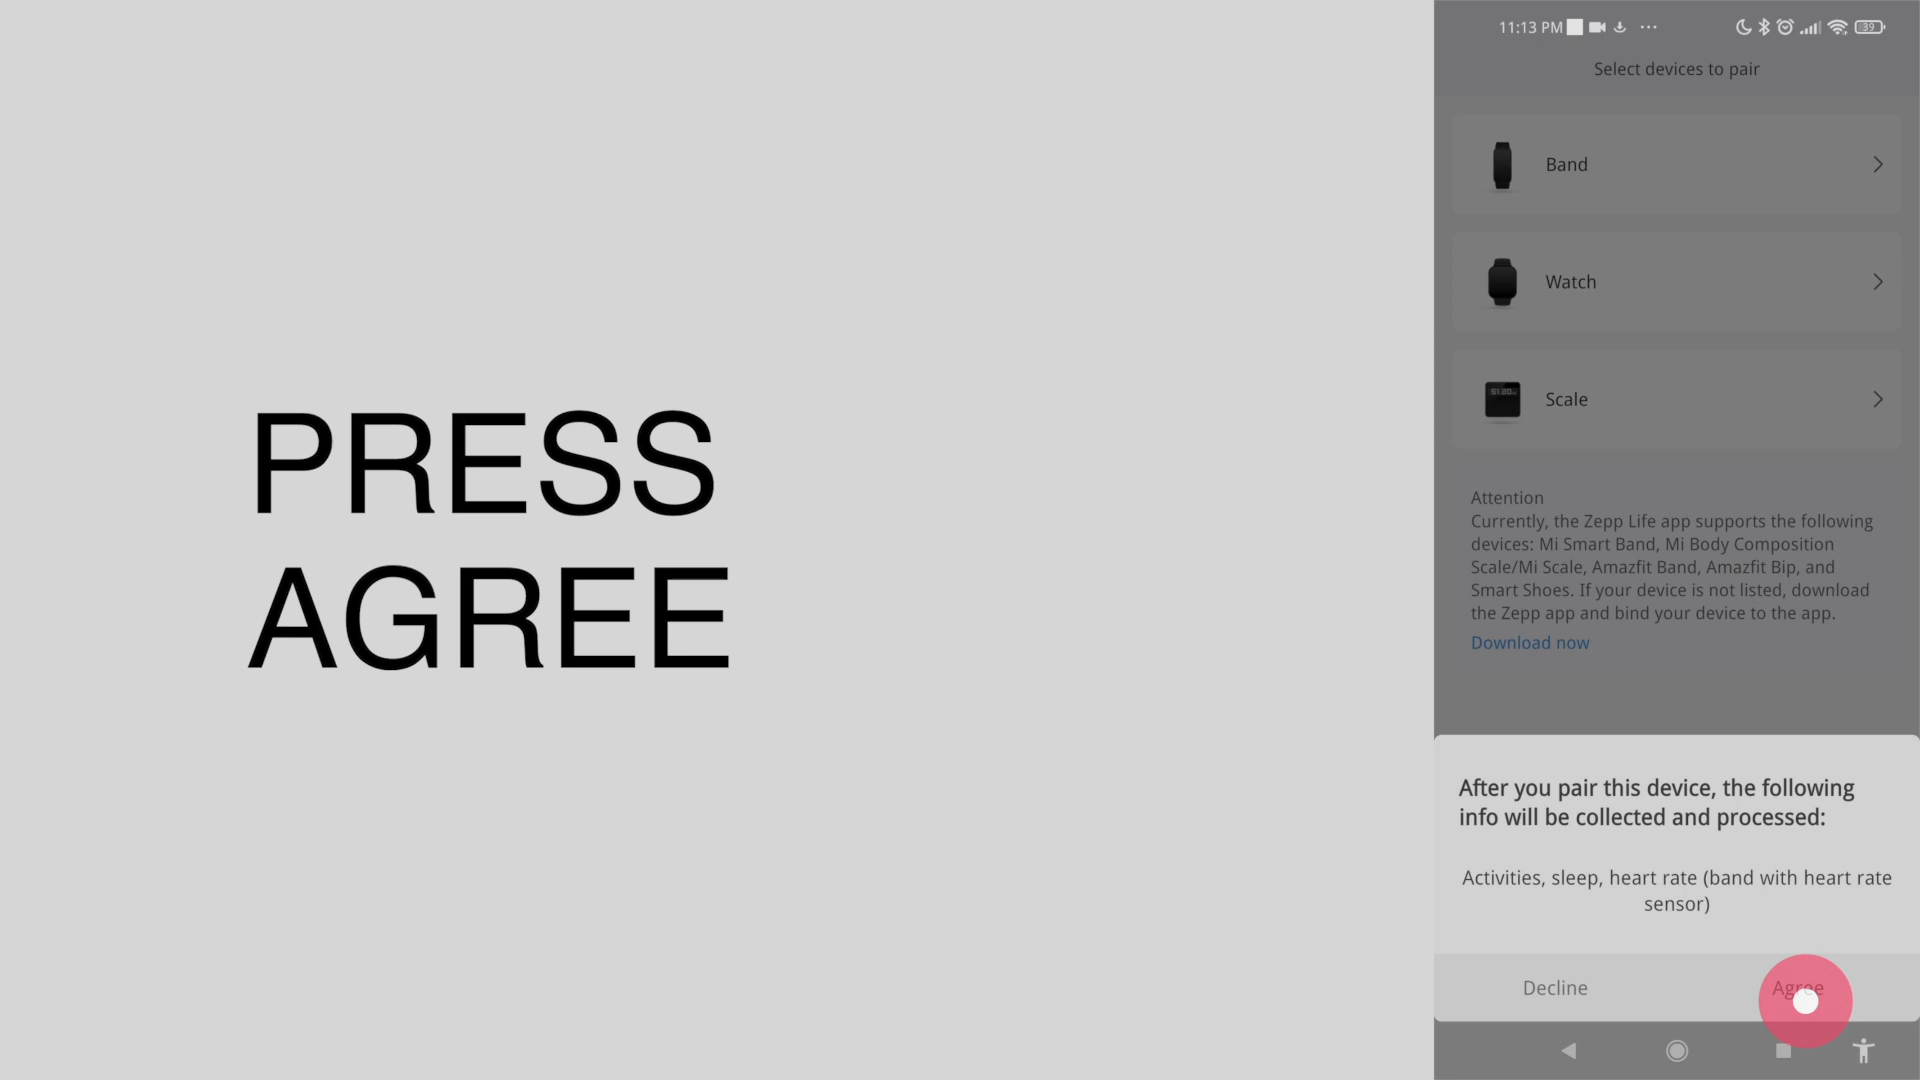 PRESS
AGREE
11:13 PM
39
Select devices to pair
Band
Watch
Scale
Attention
Currently, the Zepp Life app supports the following
devices: Mi Smart Band, Mi Body Composition
Scale/Mi Scale, Amazfit Band, Amazfit Bip, and
Smart Shoes. If your device is not listed, download
the Zepp app and bind your device to the app.
Download now
After you pair this device, the following
info will be collected and processed:
Activities, sleep, heart rate (band with heart rate
sensor)
Decline
Agree